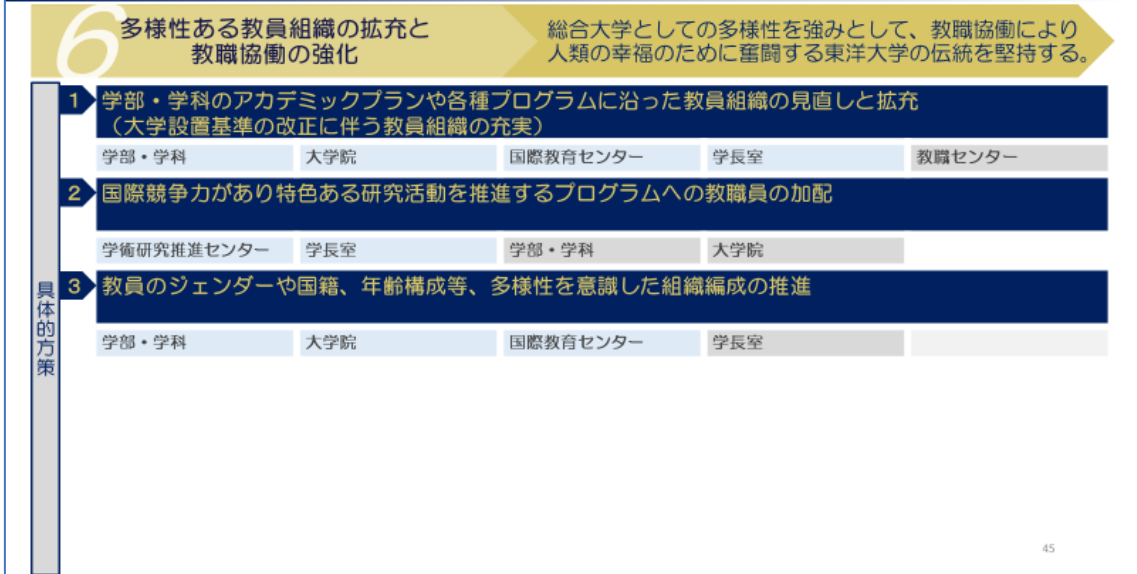 6
多様性ある教員組織の拡充と
教職協働の強化
総合大学としての多様性を強みとして、教職協働により
人類の幸福のために奮闘する東洋大学の伝統を堅持する。
具体的方策
1 学部・学科のアカデミックプランや各種プログラムに沿った教員組織の見直しと拡充
（大学設置基準の改正に伴う教員組織の充実）
学部・学科 大学院 国際教育センター 学長室 教職センター
2 国際競争力があり特色ある研究活動を推進するプログラムへの教職員の加配
学術研究推進センター 学長室 学部・学科 大学院
3 教員のジェンダーや国籍、年齢構成等、多様性を意識した組織編成の推進
学部・学科 大学院 国際教育センター 学長室
45